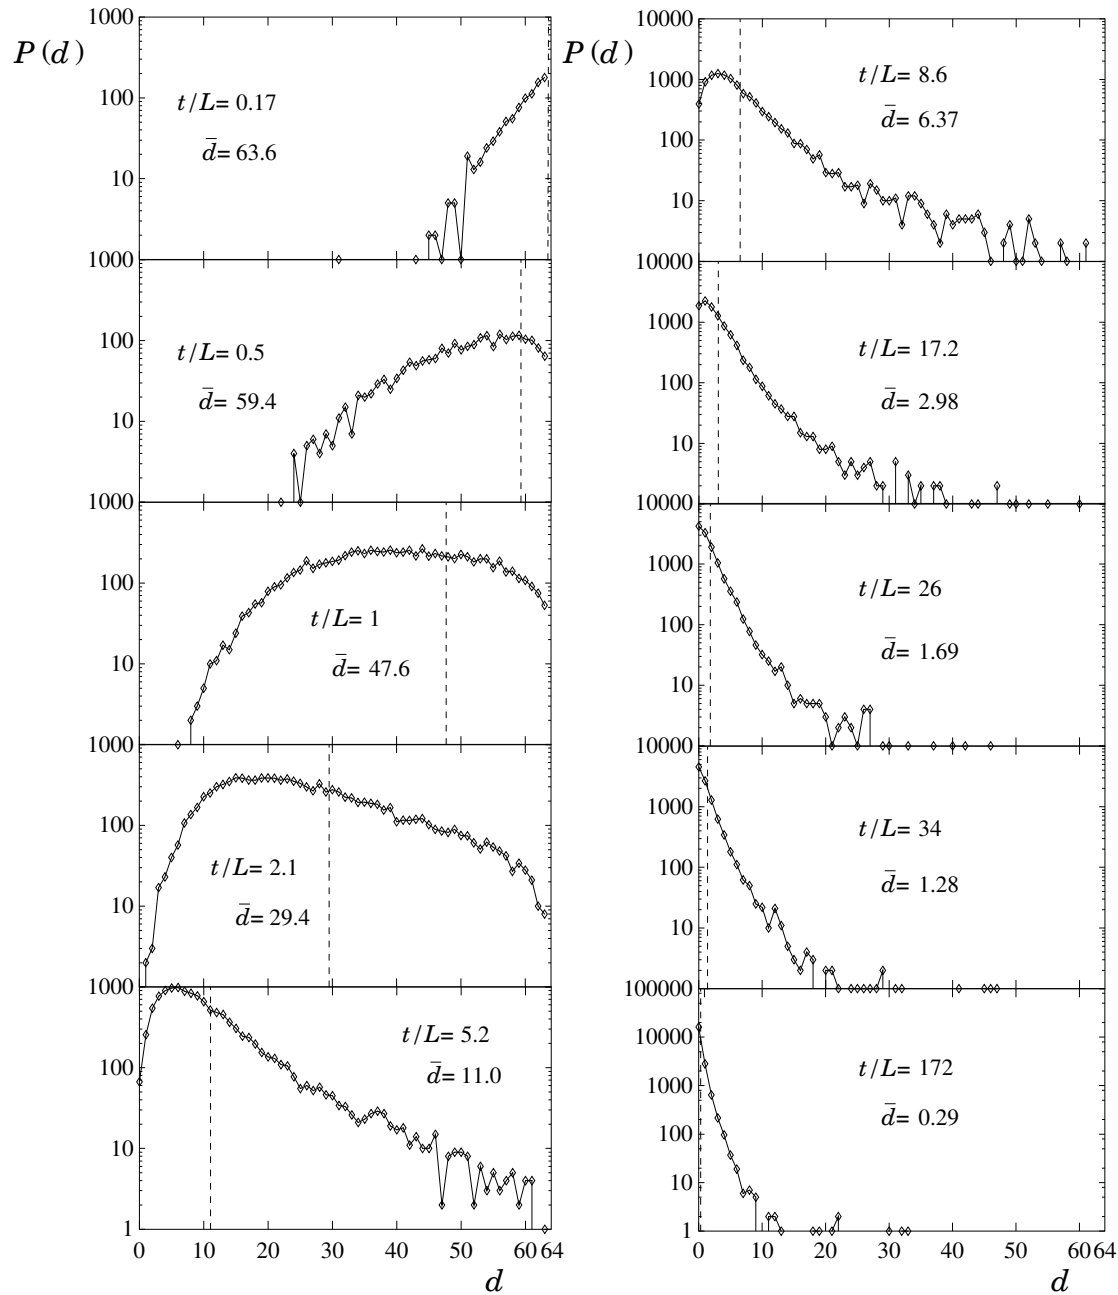 1000
P(d)
100
10
t/L= 0.17
d̄= 63.6
1000
100
10
t/L= 0.5
d̄= 59.4
1000
100
10
t/L= 1
d̄= 47.6
1000
100
10
t/L= 2.1
d̄= 29.4
1000
100
10
1
t/L= 5.2
d̄= 11.0
0 10 20 30 40 50 60 64
d
10000
P(d)
1000
100
10
t/L= 8.6
d̄= 6.37
10000
1000
100
10
t/L= 17.2
d̄= 2.98
10000
1000
100
10
t/L= 26
d̄= 1.69
10000
1000
100
10
t/L= 34
d̄= 1.28
100000
10000
1000
100
10
1
t/L= 172
d̄= 0.29
0 10 20 30 40 50 60 64
d